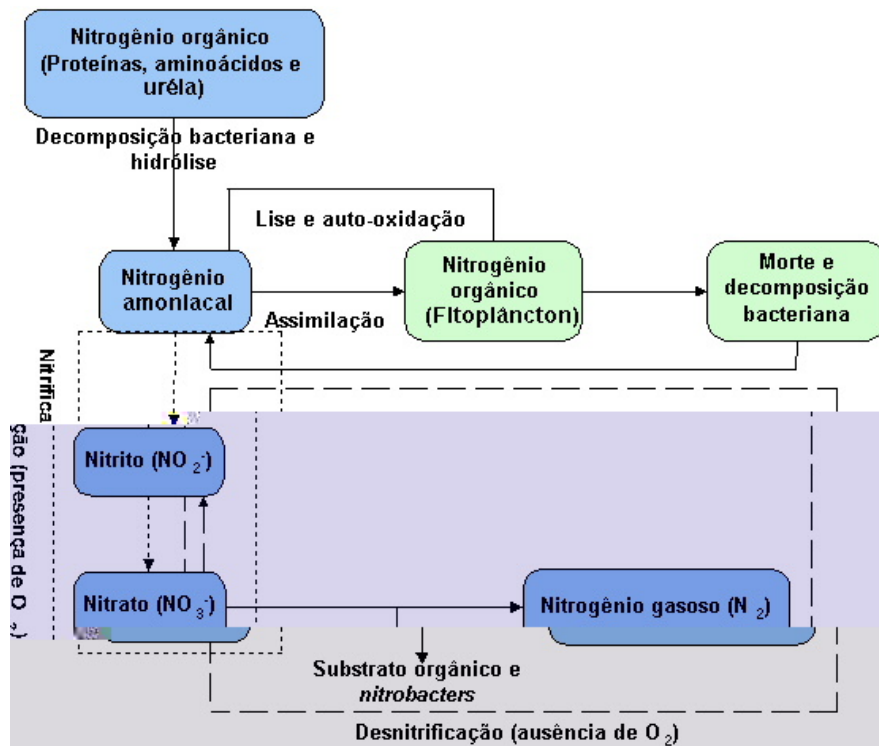 Nitrogênio orgânico
(Proteínas, aminoácidos e
uréIa)
Decomposição bacteriana e
hidrólise
Lise e auto-oxidação
Nitrogênio
amonIacal
Assimilação
Nitrogênio
orgânico
(FItoplâncton)
Morte e
decomposição
bacteriana
Nitrifica
ção (presença de O₂)
Nitrito (NO₂⁻)
Nitrato (NO₃⁻)
Nitrogênio gasoso (N₂)
Substrato orgânico e
nitrobacters
Desnitrificação (ausência de O₂)